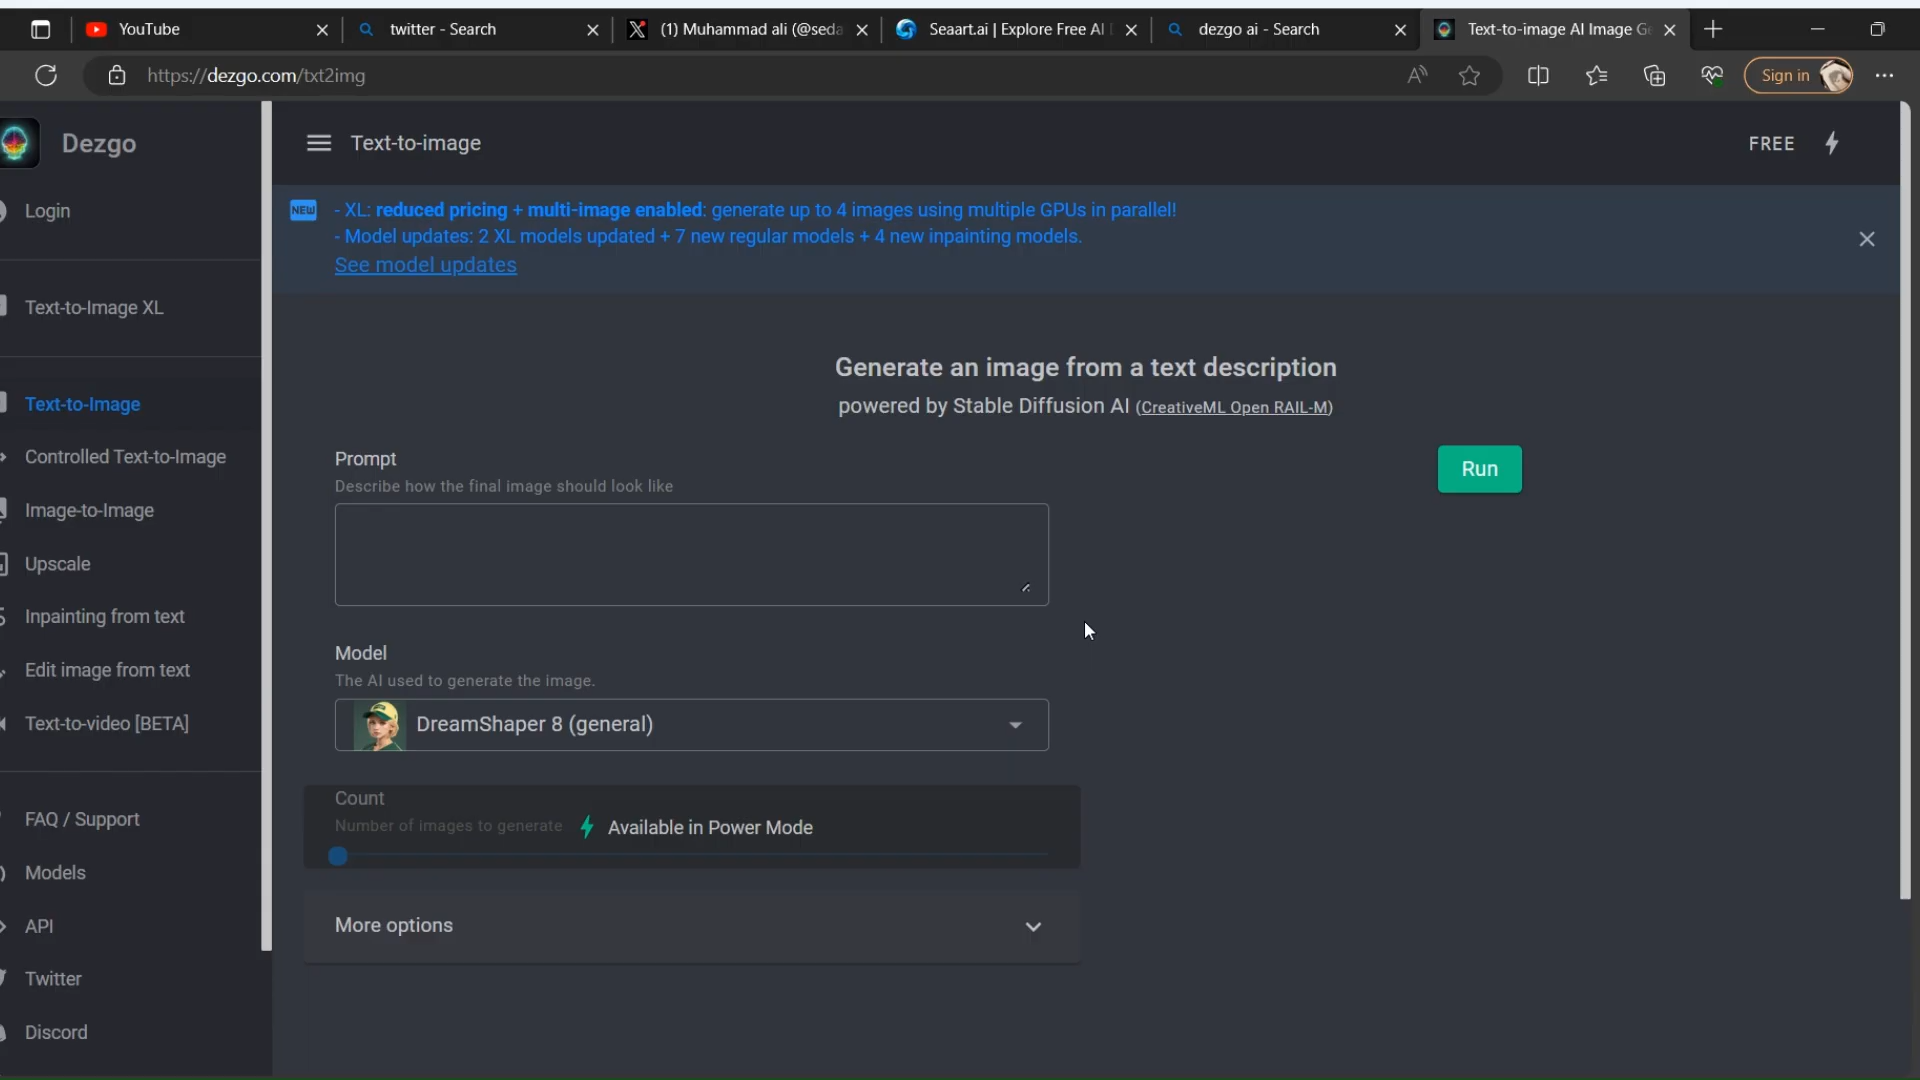 YouTube
twitter - Search
(1) Muhammad ali (@seda
Seaart.ai | Explore Free AI
dezgo ai - Search
Text-to-image AI Image Ge
https://dezgo.com/txt2img
Sign in
Dezgo
Text-to-image
FREE
Login
NEW
- XL: reduced pricing + multi-image enabled: generate up to 4 images using multiple GPUs in parallel!
- Model updates: 2 XL models updated + 7 new regular models + 4 new inpainting models.
See model updates
Text-to-Image XL
Text-to-Image
Controlled Text-to-Image
Image-to-Image
Upscale
Inpainting from text
Edit image from text
Text-to-video [BETA]
FAQ / Support
Models
API
Twitter
Discord
Generate an image from a text description
powered by Stable Diffusion AI (CreativeML Open RAIL-M)
Prompt
Describe how the final image should look like
Run
Model
The AI used to generate the image.
DreamShaper 8 (general)
Count
Number of images to generate
Available in Power Mode
More options